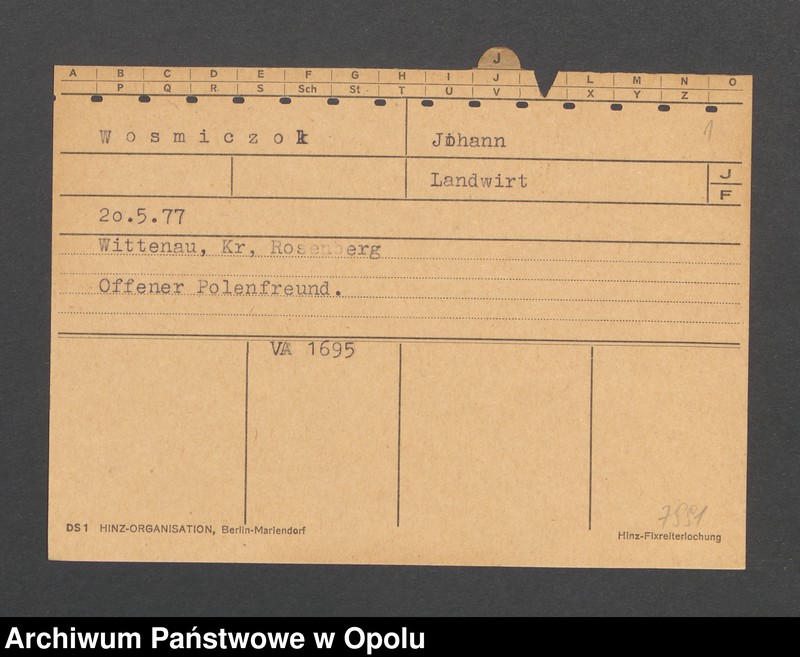 J
A B C D E F G H I J L M N O
P Q R S Sch St T U V X Y Z
Wosmiczok Johann
1
Landwirt J
F
20.5.77
Wittenau, Kr, Rosenberg
Offener Polenfreund.
VA 1695
7991
DS 1 HINZ-ORGANISATION, Berlin-Mariendorf
Hinz-Fixreiterlochung
Archiwum Państwowe w Opolu